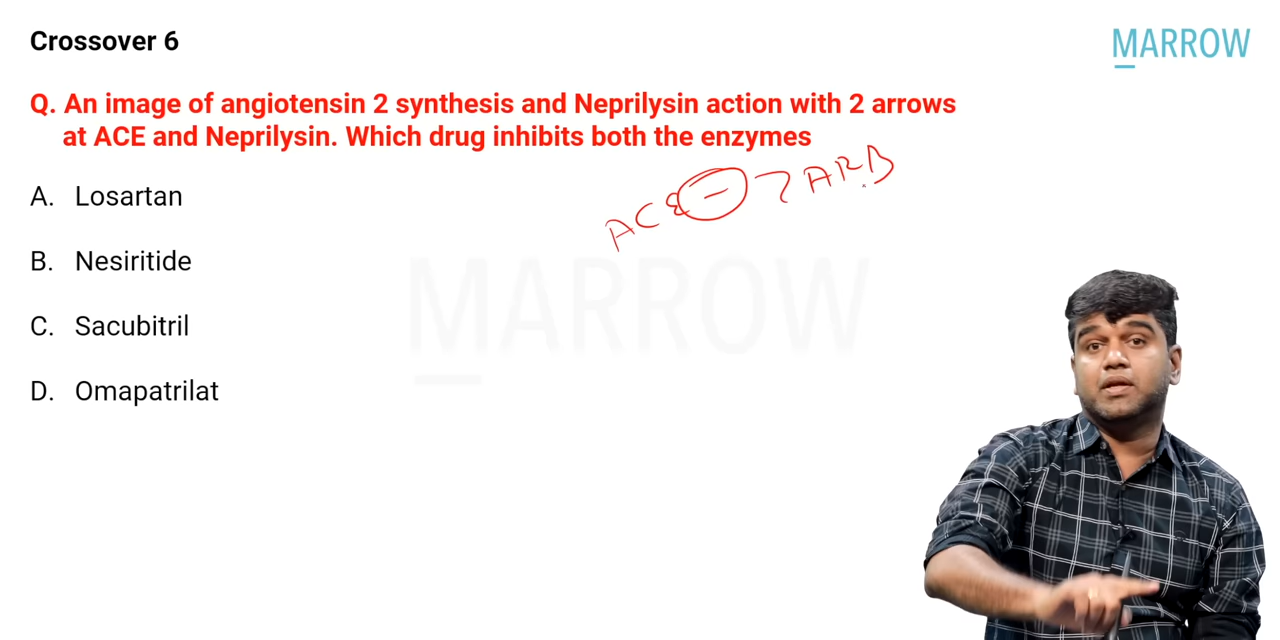 Crossover 6
MARROW
Q. An image of angiotensin 2 synthesis and Neprilysin action with 2 arrows
at ACE and Neprilysin. Which drug inhibits both the enzymes
ACE - > ARB
A. Losartan
B. Nesiritide
MARROW
C. Sacubitril
D. Omapatrilat